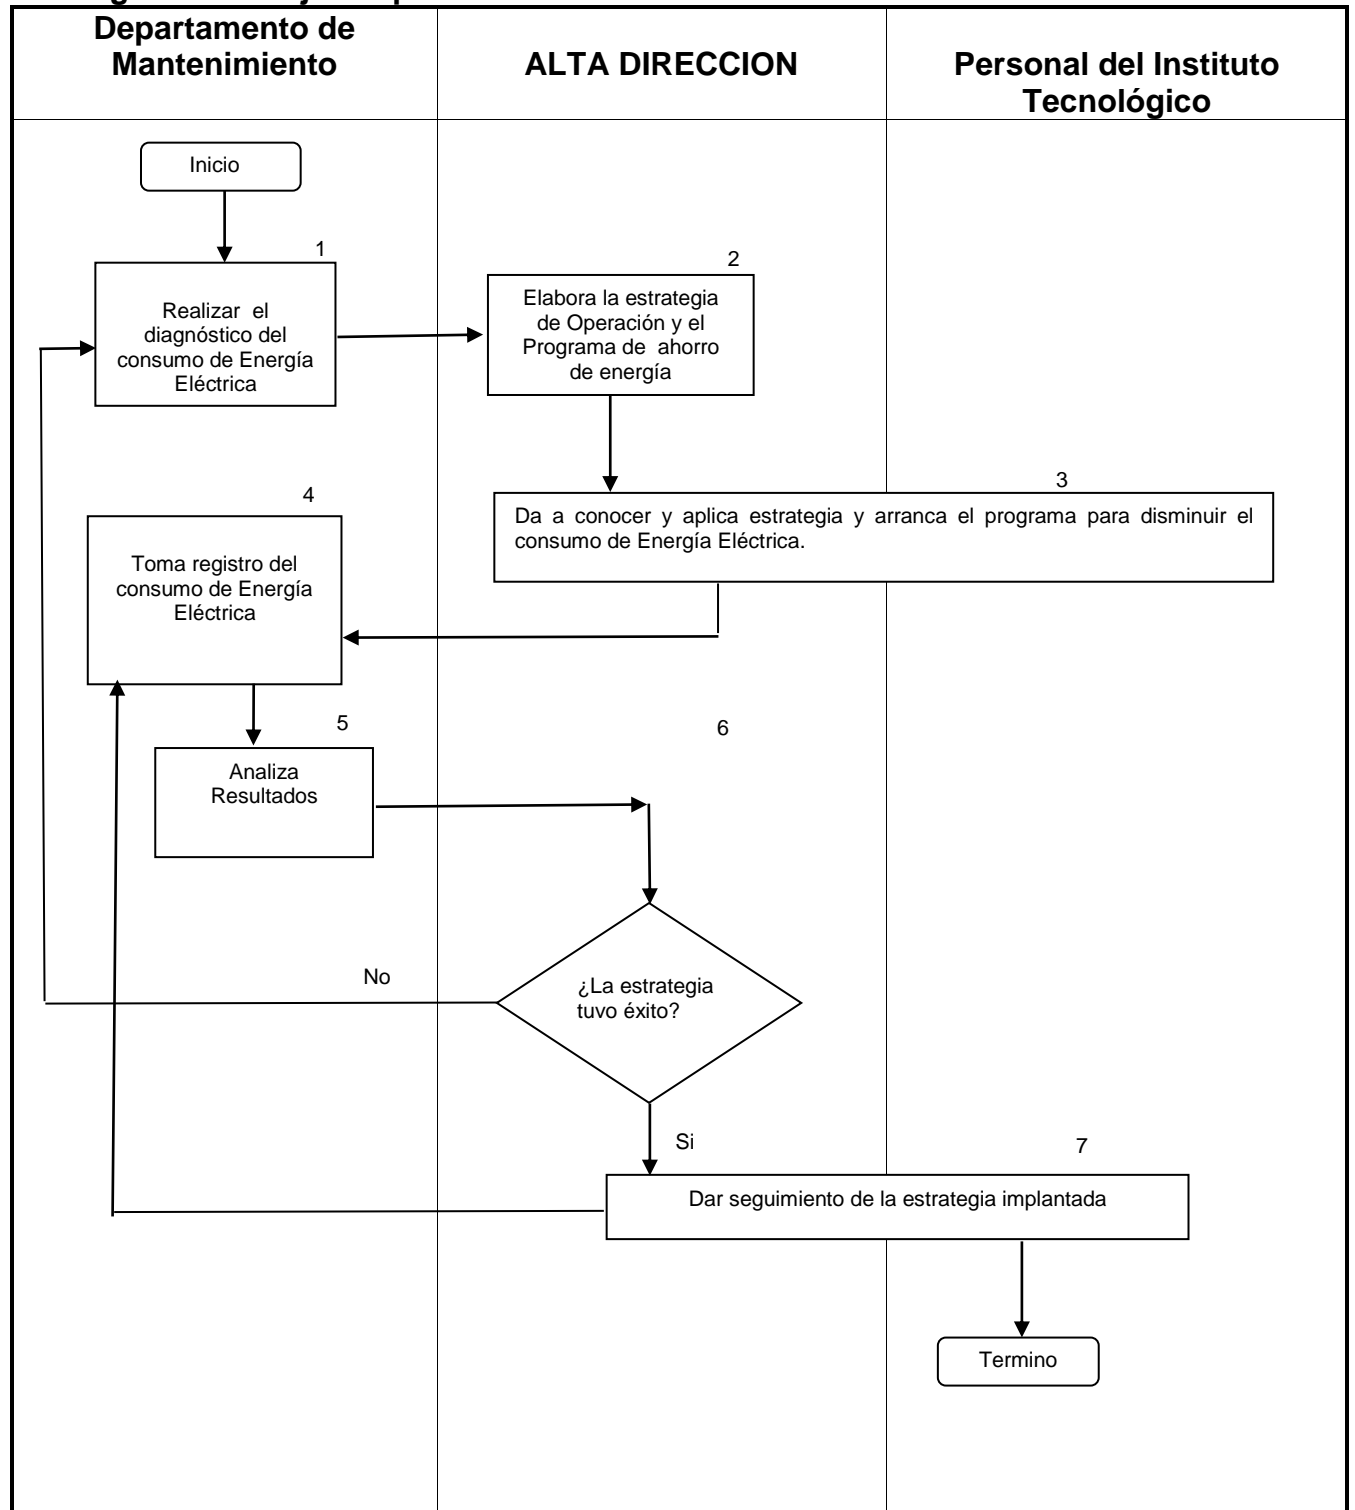 Departamento de
Mantenimiento
ALTA DIRECCION
Personal del Instituto
Tecnológico
Inicio
1
Realizar el
diagnóstico del
consumo de Energía
Eléctrica
2
Elabora la estrategia
de Operación y el
Programa de ahorro
de energía
3
Da a conocer y aplica estrategia y arranca el programa para disminuir el
consumo de Energía Eléctrica.
4
Toma registro del
consumo de Energía
Eléctrica
5
Analiza
Resultados
6
¿La estrategia
tuvo éxito?
No
Si
7
Dar seguimiento de la estrategia implantada
Termino